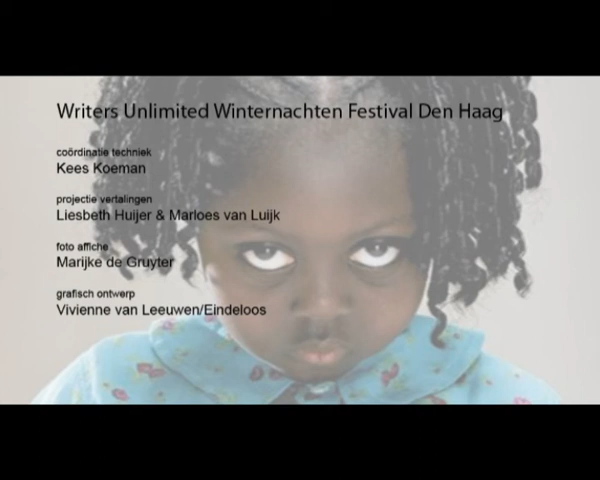 Writers Unlimited Winternachten Festival Den Haag
coördinatie techniek
Kees Koeman
projectie vertalingen
Liesbeth Huijer & Marloes van Luijk
foto affiche
Marijke de Gruyter
grafisch ontwerp
Vivienne van Leeuwen/Eindeloos